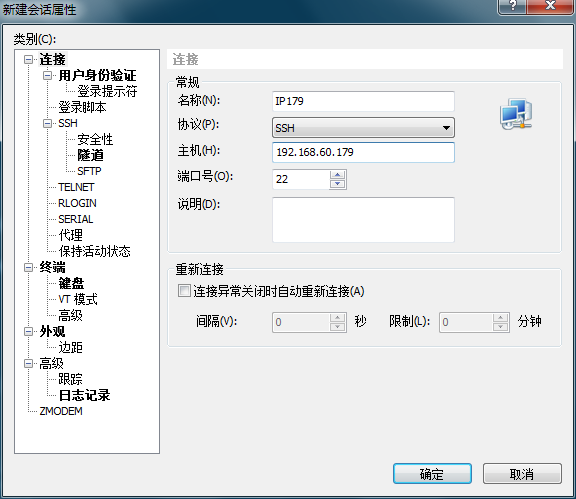 新建会话属性
类别(C):
连接
用户身份验证
登录提示符
登录脚本
SSH
安全性
隧道
SFTP
TELNET
RLOGIN
SERIAL
代理
保持活动状态
终端
键盘
VT 模式
高级
外观
边距
高级
跟踪
日志记录
ZMODEM
连接
常规
名称(N):
IP179
协议(P):
SSH
主机(H):
192.168.60.179
端口号(O):
22
说明(D):
重新连接
连接异常关闭时自动重新连接(A)
间隔(V):
0
秒
限制(L):
0
分钟
确定
取消